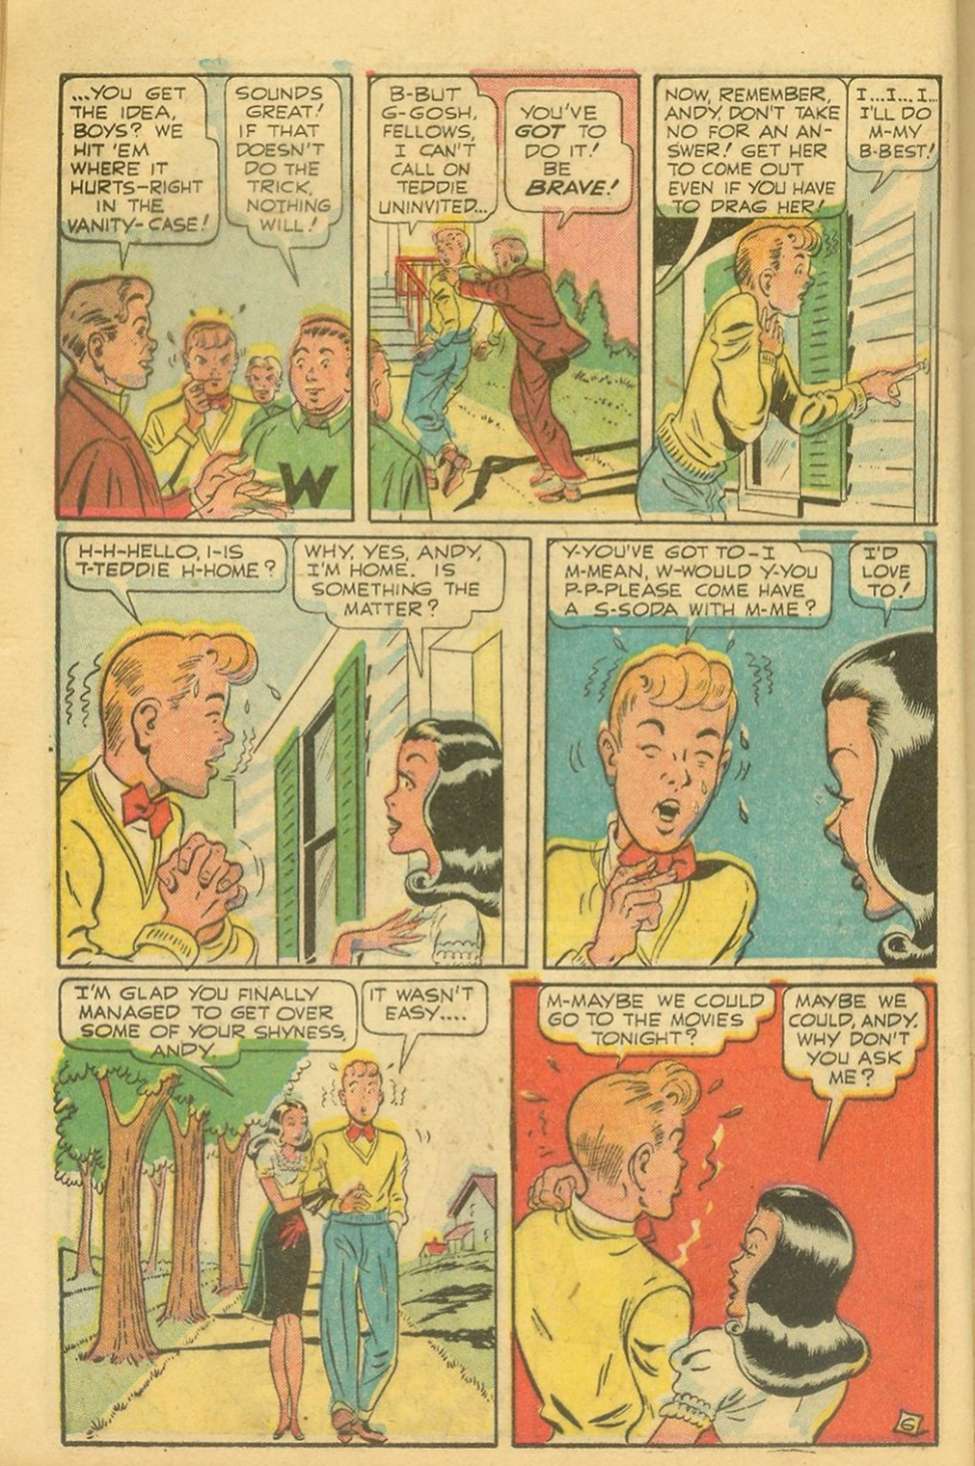 ...YOU GET
THE IDEA,
BOYS? WE
HIT 'EM
WHERE IT
HURTS-RIGHT
IN THE
VANITY-CASE!
SOUNDS
GREAT!
IF THAT
DOESN'T
DO THE
TRICK,
NOTHING
WILL!
W
B-BUT
G-GOSH,
FELLOWS,
I CAN'T
CALL ON
TEDDIE
UNINVITED...
YOU'VE
GOT TO
DO IT!
BE
BRAVE!
NOW, REMEMBER,
ANDY, DON'T TAKE
NO FOR AN AN-
SWER! GET HER
TO COME OUT
EVEN IF YOU HAVE
TO DRAG HER!
I...I... I...
I'LL DO
M-MY
B-BEST!
H-H-HELLO, I-IS
T-TEDDIE H-HOME?
WHY, YES, ANDY,
I'M HOME. IS
SOMETHING THE
MATTER?
Y-YOU'VE GOT TO-I
M-MEAN, W-WOULD Y-YOU
P-P-PLEASE COME HAVE
A S-SODA WITH M-ME?
I'D
LOVE
TO!
I'M GLAD YOU FINALLY
MANAGED TO GET OVER
SOME OF YOUR SHYNESS,
ANDY.
IT WASN'T
EASY....
M-MAYBE WE COULD
GO TO THE MOVIES
TONIGHT?
MAYBE WE
COULD, ANDY.
WHY DON'T
YOU ASK
ME?
6